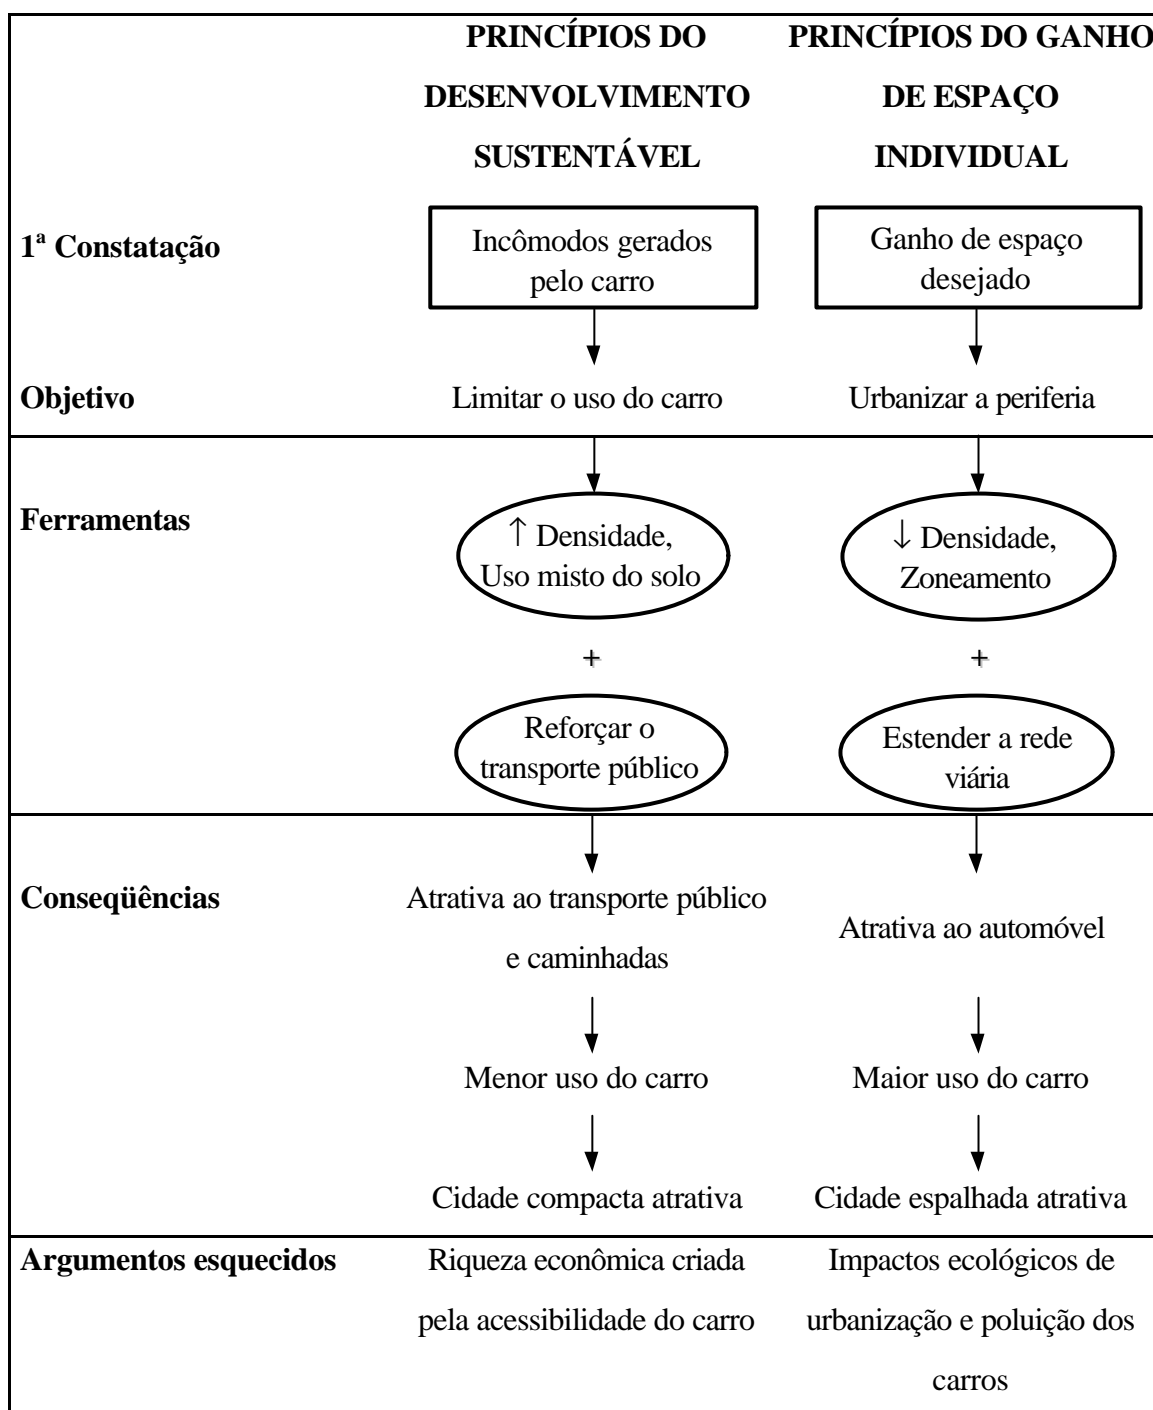 PRINCÍPIOS DO
DESENVOLVIMENTO
SUSTENTÁVEL
PRINCÍPIOS DO GANHO
DE ESPAÇO
INDIVIDUAL
1ª Constatação
Incômodos gerados
pelo carro
Ganho de espaço
desejado
Objetivo
Limitar o uso do carro
Urbanizar a periferia
Ferramentas
↑ Densidade,
Uso misto do solo
↓ Densidade,
Zoneamento
+
+
Reforçar o
transporte público
Estender a rede
viária
Conseqüências
Atrativa ao transporte público
e caminhadas
Atrativa ao automóvel
Menor uso do carro
Maior uso do carro
Cidade compacta atrativa
Cidade espalhada atrativa
Argumentos esquecidos
Riqueza econômica criada
pela acessibilidade do carro
Impactos ecológicos de
urbanização e poluição dos
carros